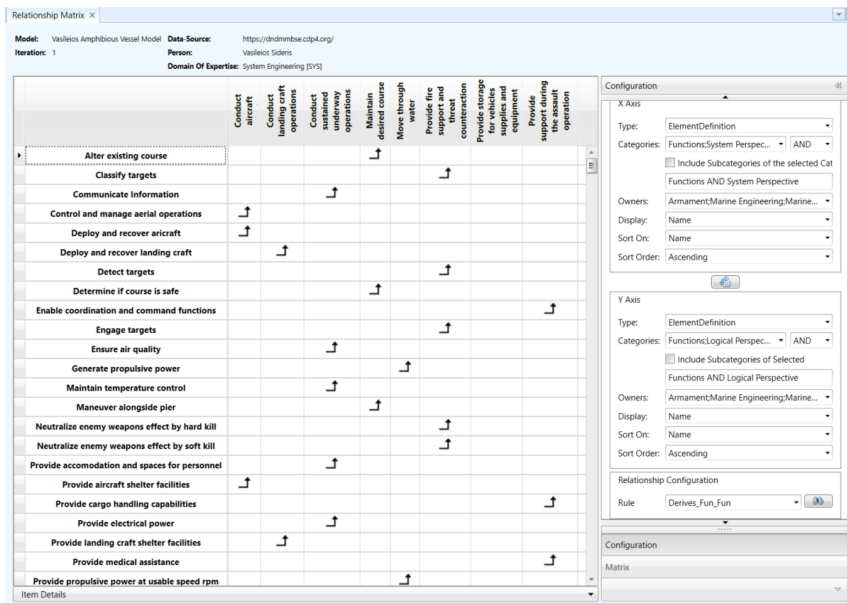 Relationship Matrix
Model: Vasileios Amphibious Vessel Model Data-Source: https://dndmmbse.cdp4.org/
Iteration: 1 Person: Vasileios Sideris
Domain Of Expertise: System Engineering [SYS]
Conduct aircraft
Conduct landing craft operations
Conduct sustained underway operations
Maintain desired course
Move through water
Provide fire support and threat counteraction
Provide storage for vehicles supplies and equipment
Provide support during the assault operation
Alter existing course
Classify targets
Communicate Information
Control and manage aerial operations
Deploy and recover aricraft
Deploy and recover landing craft
Detect targets
Determine if course is safe
Enable coordination and command functions
Engage targets
Ensure air quality
Generate propulsive power
Maintain temperature control
Maneuver alongside pier
Neutralize enemy weapons effect by hard kill
Neutralize enemy weapons effect by soft kill
Provide accomodation and spaces for personnel
Provide aircraft shelter facilities
Provide cargo handling capabilities
Provide electrical power
Provide landing craft shelter facilities
Provide medical assistance
Provide propulsive power at usable speed rpm
Item Details
Configuration
X Axis
Type: ElementDefinition
Categories: Functions;System Perspec... AND
Include Subcategories of the selected Cat
Functions AND System Perspective
Owners: Armament;Marine Engineering;Marine...
Display: Name
Sort On: Name
Sort Order: Ascending
Y Axis
Type: ElementDefinition
Categories: Functions;Logical Perspec... AND
Include Subcategories of Selected
Functions AND Logical Perspective
Owners: Armament;Marine Engineering;Marine...
Display: Name
Sort On: Name
Sort Order: Ascending
Relationship Configuration
Rule Derives_Fun_Fun
Configuration
Matrix